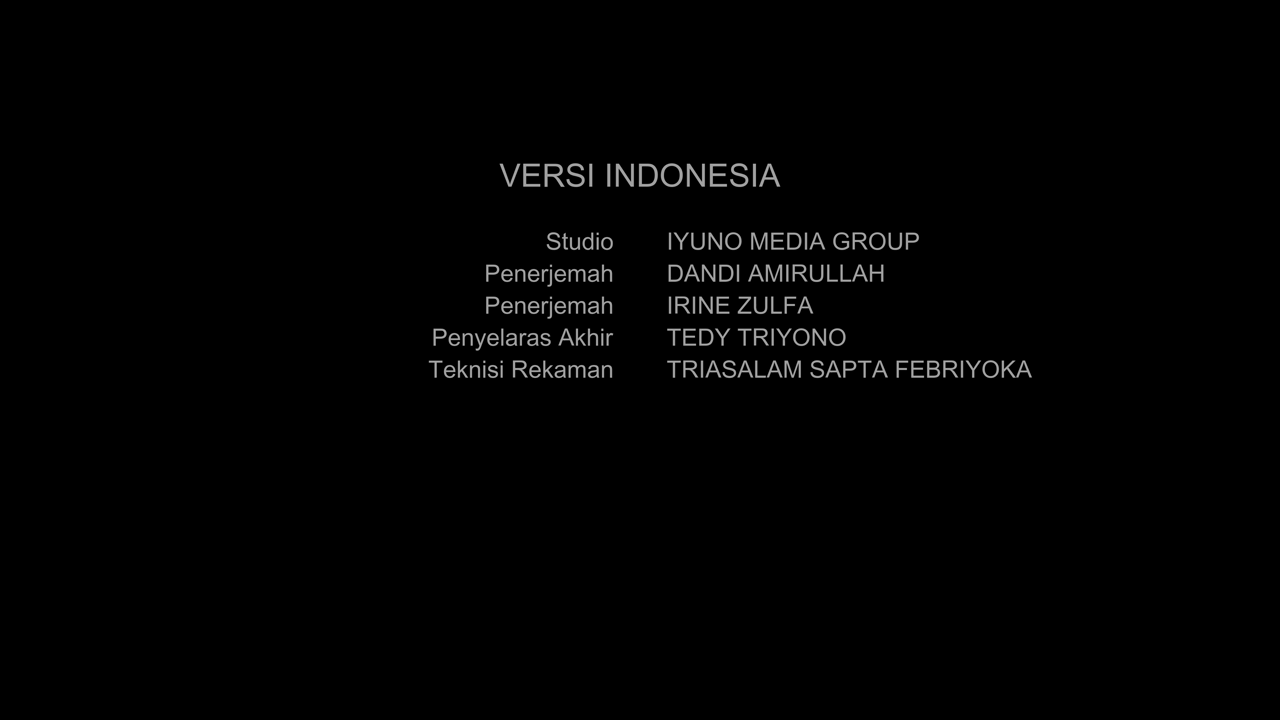 VERSI INDONESIA
Studio IYUNO MEDIA GROUP
Penerjemah DANDI AMIRULLAH
Penerjemah IRINE ZULFA
Penyelaras Akhir TEDY TRIYONO
Teknisi Rekaman TRIASALAM SAPTA FEBRIYOKA